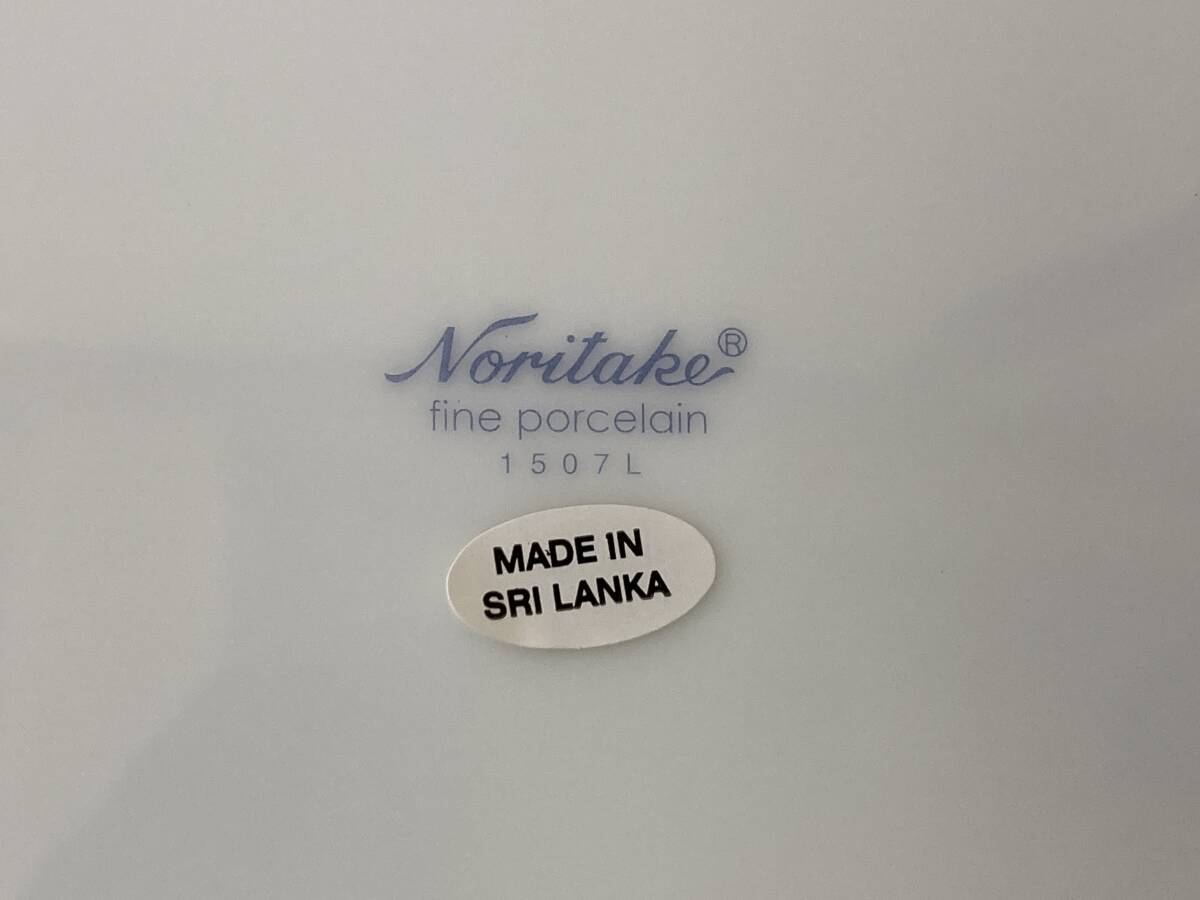 Noritake®
fine porcelain
1507L
MADE IN
SRI LANKA